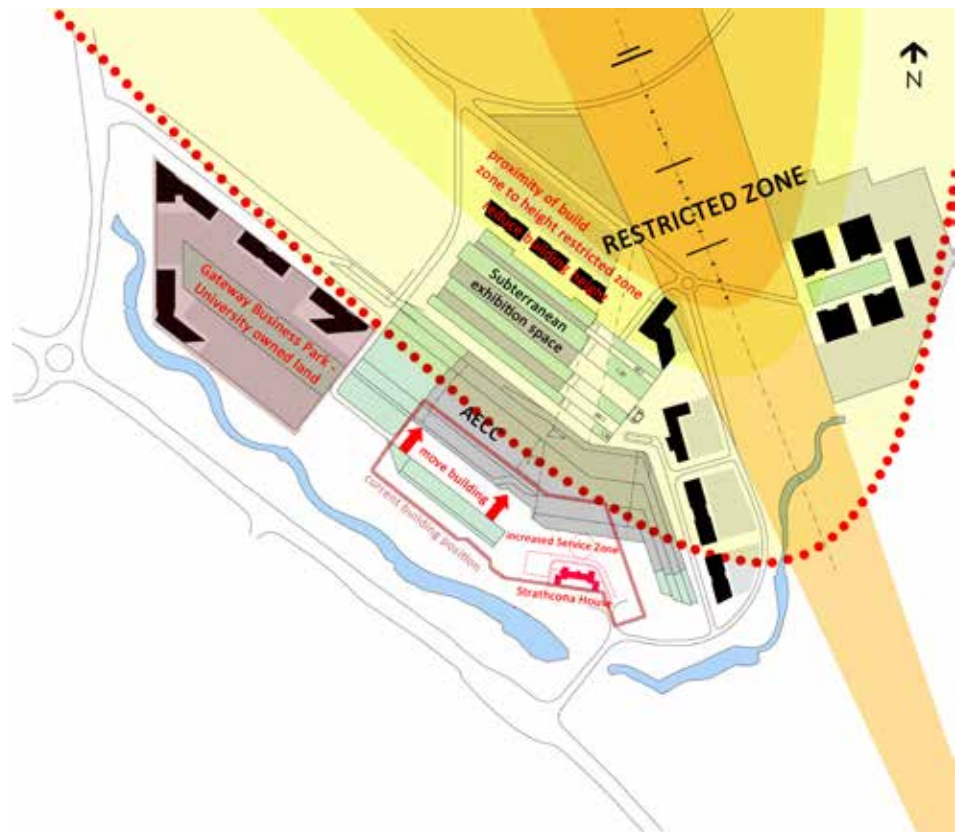 N
proximity of build
zone to height restricted zone
reduce building height
RESTRICTED ZONE
Subterranean
exhibition space
Gateway Business Park -
University owned land
AECC
move building
current building position
increased Service Zone
Strathcona House